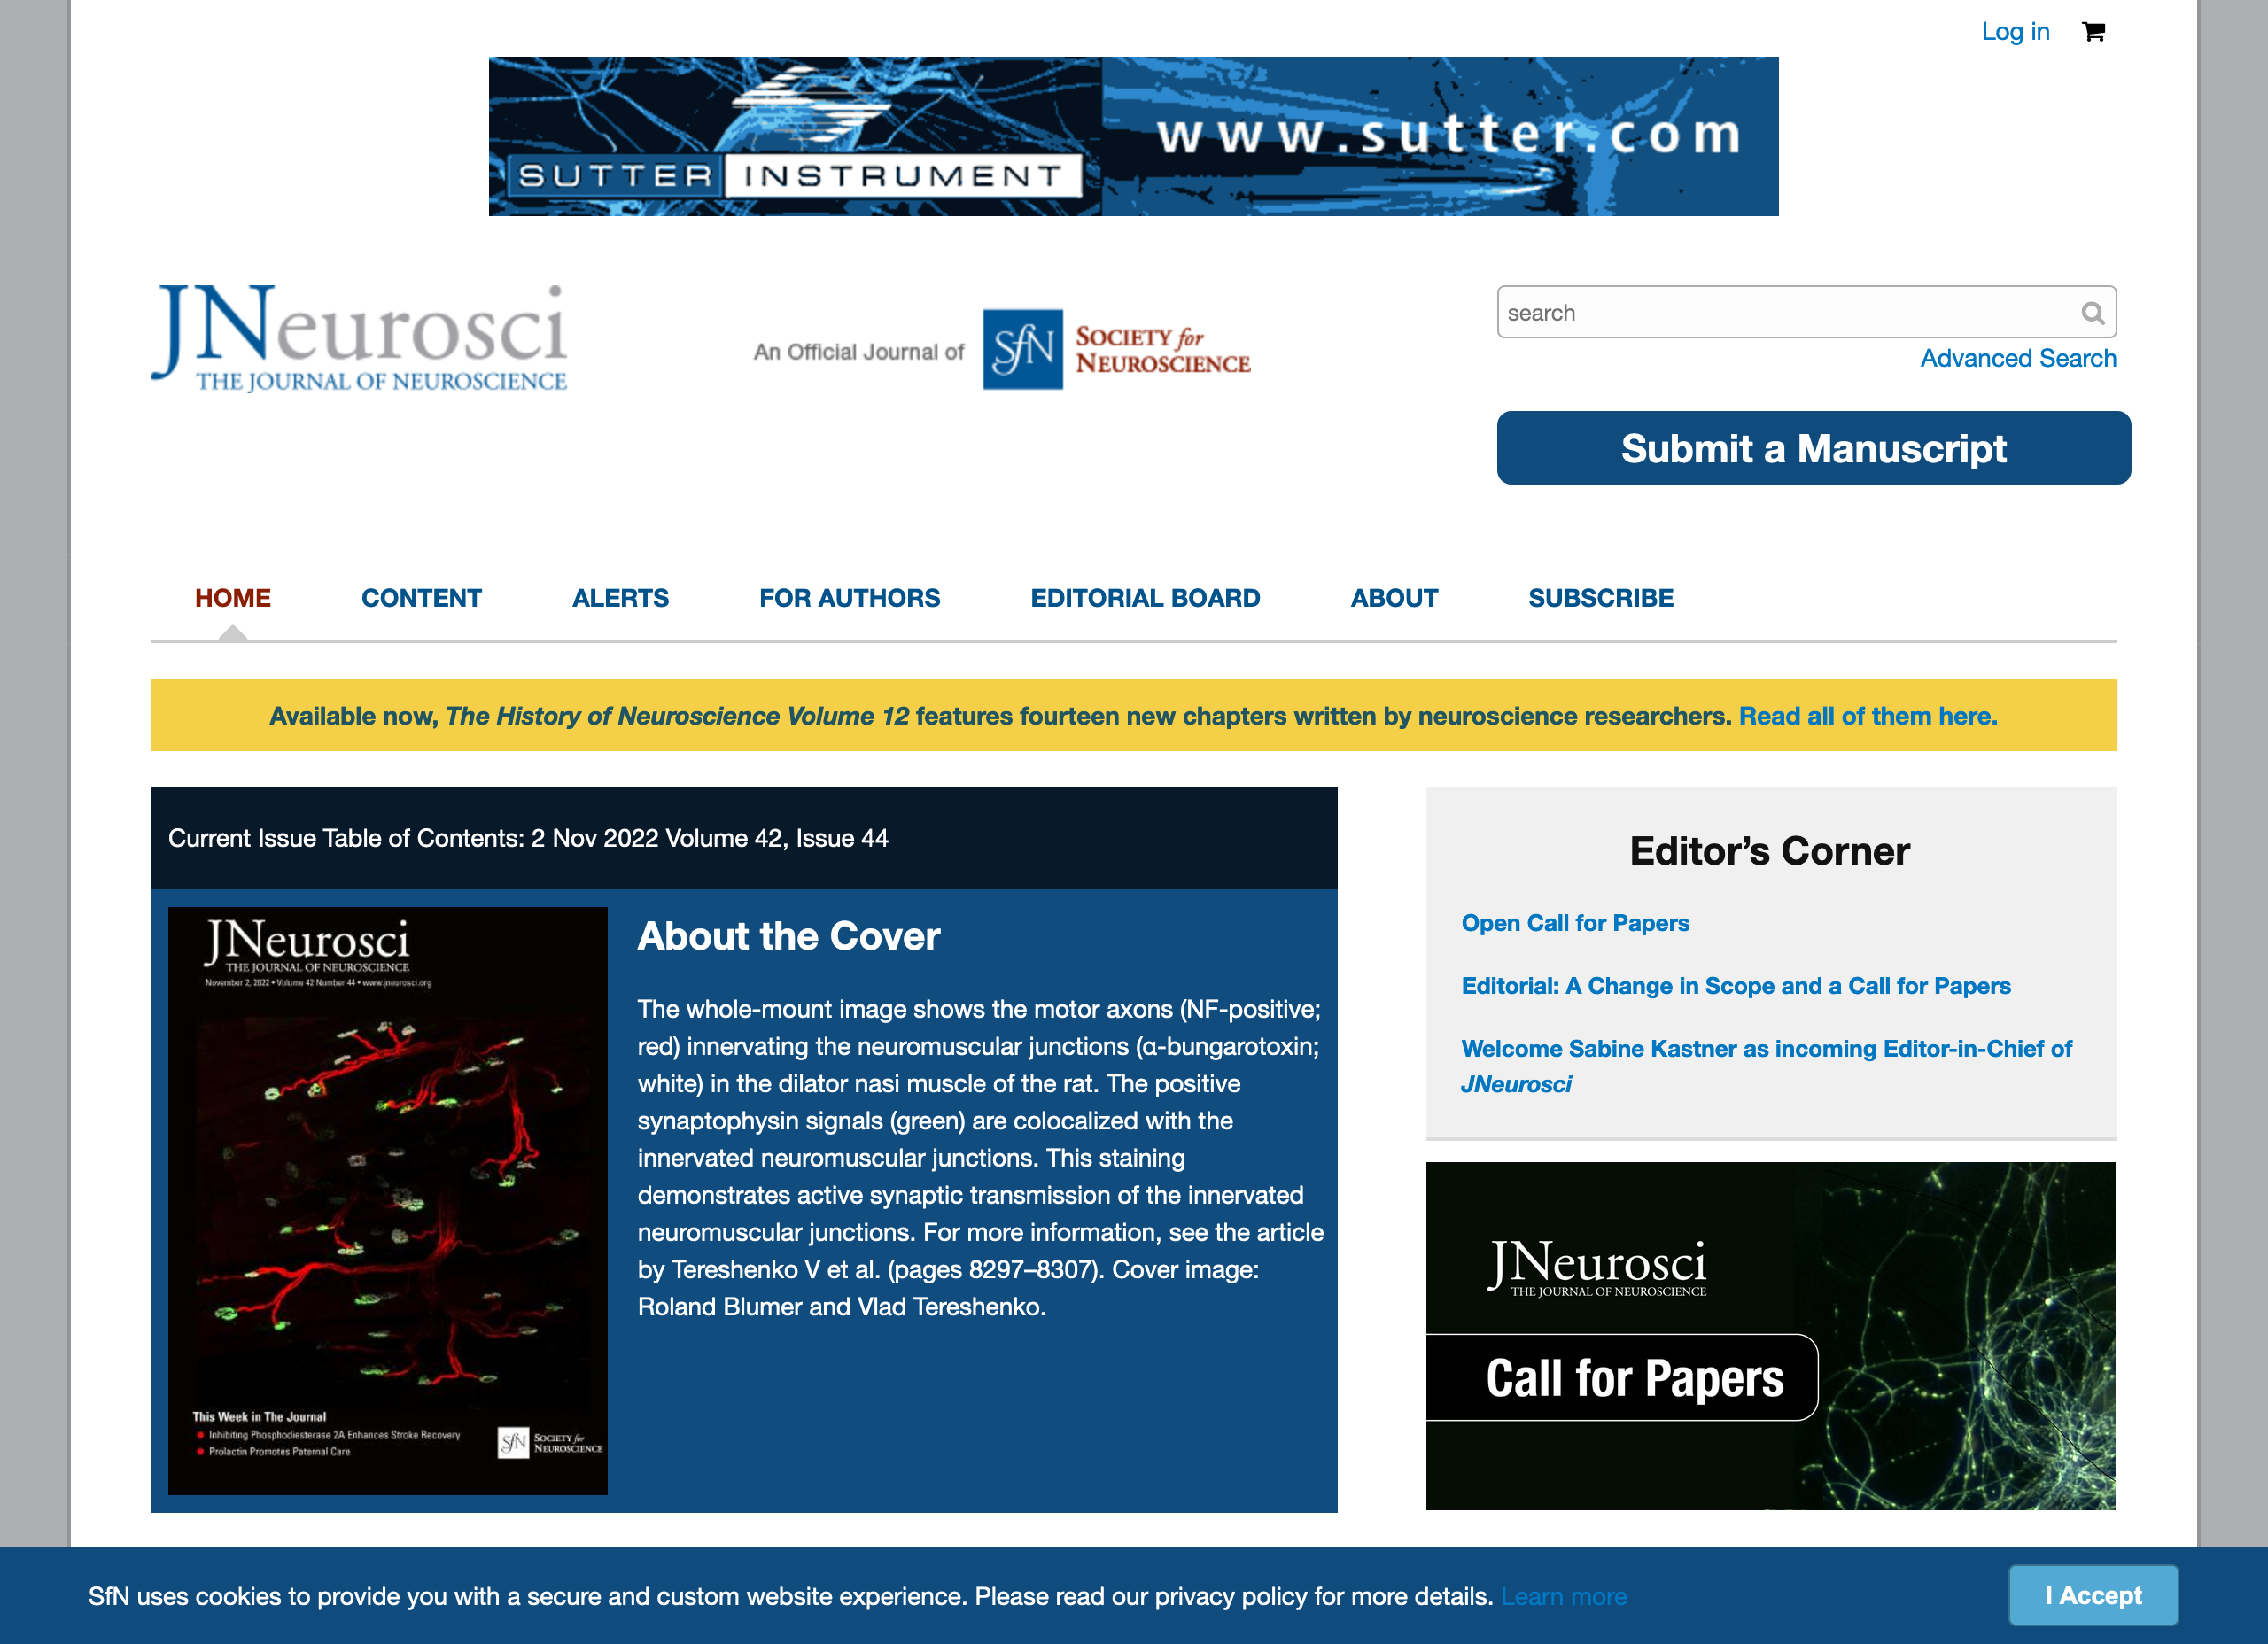 Log in
SUTTER INSTRUMENT
www.sutter.com
JNeurosci
THE JOURNAL OF NEUROSCIENCE
An Official Journal of
SfN
SOCIETY for
NEUROSCIENCE
search
Advanced Search
Submit a Manuscript
HOME CONTENT ALERTS FOR AUTHORS EDITORIAL BOARD ABOUT SUBSCRIBE
Available now, The History of Neuroscience Volume 12 features fourteen new chapters written by neuroscience researchers. Read all of them here.
Current Issue Table of Contents: 2 Nov 2022 Volume 42, Issue 44
JNeurosci
THE JOURNAL OF NEUROSCIENCE
November 2, 2022 • Volume 42 Number 44 • www.jneurosci.org
This Week in The Journal
Inhibiting Phosphodiesterase 2A Enhances Stroke Recovery
Prolactin Promotes Paternal Care
SfN
SOCIETY for
NEUROSCIENCE
About the Cover
The whole-mount image shows the motor axons (NF-positive;
red) innervating the neuromuscular junctions (α-bungarotoxin;
white) in the dilator nasi muscle of the rat. The positive
synaptophysin signals (green) are colocalized with the
innervated neuromuscular junctions. This staining
demonstrates active synaptic transmission of the innervated
neuromuscular junctions. For more information, see the article
by Tereshenko V et al. (pages 8297–8307). Cover image:
Roland Blumer and Vlad Tereshenko.
Editor’s Corner
Open Call for Papers
Editorial: A Change in Scope and a Call for Papers
Welcome Sabine Kastner as incoming Editor-in-Chief of
JNeurosci
JNeurosci
THE JOURNAL OF NEUROSCIENCE
Call for Papers
SfN uses cookies to provide you with a secure and custom website experience. Please read our privacy policy for more details. Learn more
I Accept